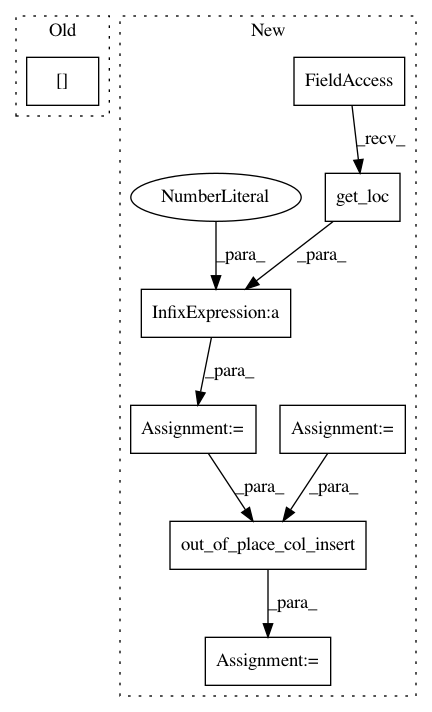 Old
New
[]
FieldAccess
_recv_
NumberLiteral
get_loc
_para_
_para_
InfixExpression:a
_para_
Assignment:=
Assignment:=
_para_
_para_
out_of_place_col_insert
_para_
Assignment:=